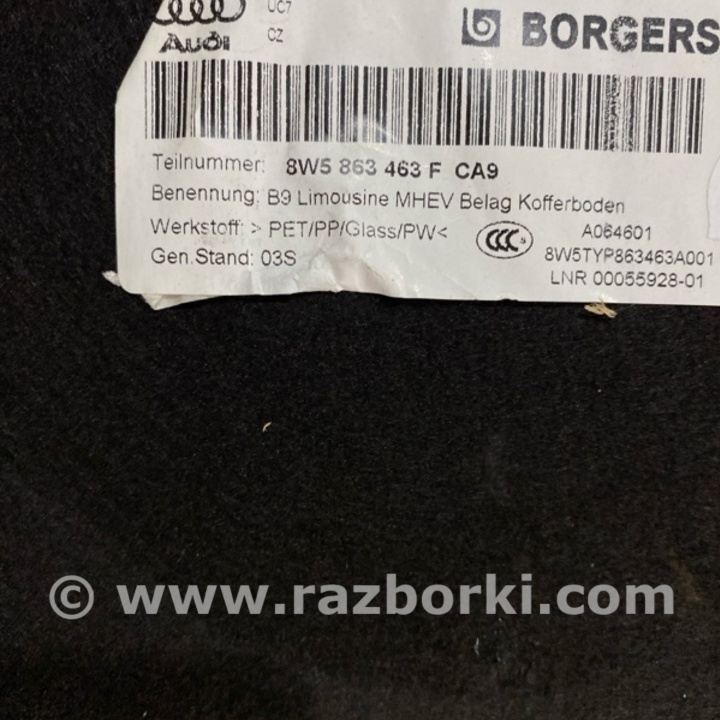 UC7
CZ
Audi
BORGERS
Teilnummer: 8W5 863 463 F CA9
Benennung: B9 Limousine MHEV Belag Kofferboden
Werkstoff: > PET/PP/Glass/PW<
CCC S
A064601
Gen.Stand: 03S
8W5TYP863463A001
LNR 00055928-01
© www.razborki.com